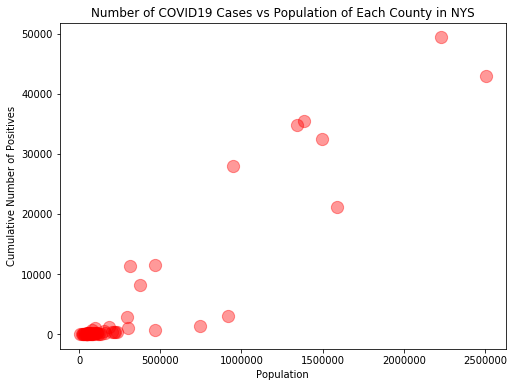 Number of COVID19 Cases vs Population of Each County in NYS
Cumulative Number of Positives
50000
40000
30000
20000
10000
0
0 500000 1000000 1500000 2000000 2500000
Population